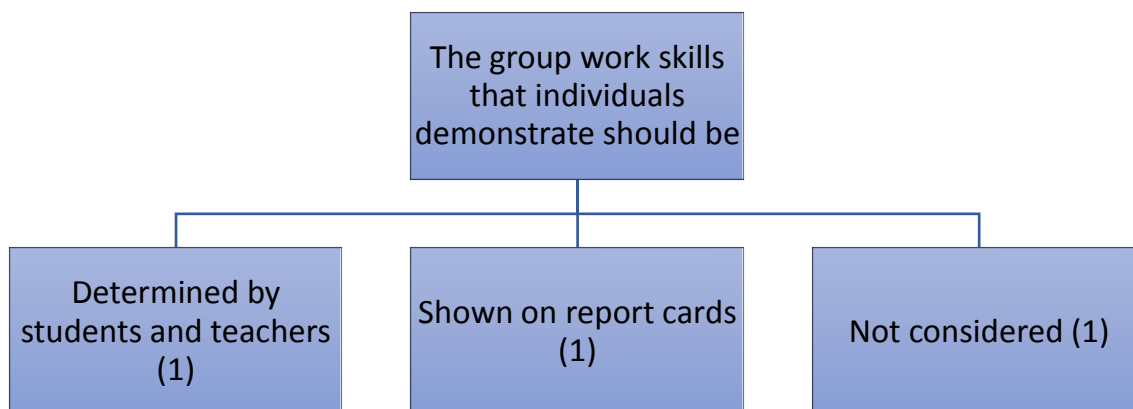 The group work skills
that individuals
demonstrate should be
Determined by
students and teachers
(1)
Shown on report cards
(1)
Not considered (1)